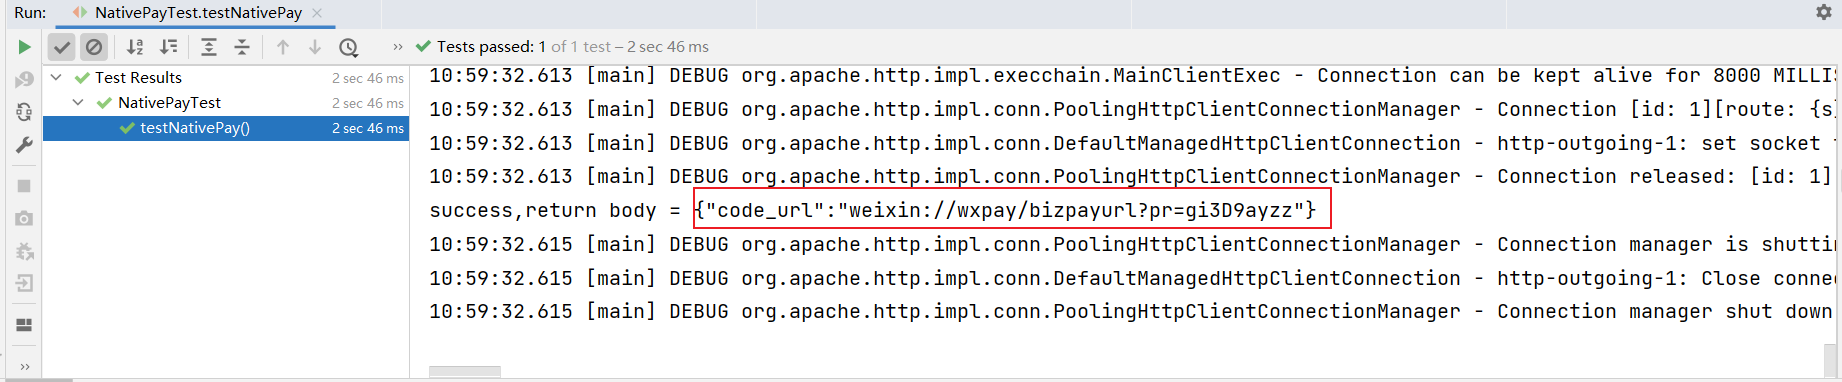 Run: NativePayTest.testNativePay
Tests passed: 1 of 1 test – 2 sec 46 ms
Test Results 2 sec 46 ms
NativePayTest 2 sec 46 ms
testNativePay() 2 sec 46 ms
10:59:32.613 [main] DEBUG org.apache.http.impl.execchain.MainClientExec - Connection can be kept alive for 8000 MILLIS
10:59:32.613 [main] DEBUG org.apache.http.impl.conn.PoolingHttpClientConnectionManager - Connection [id: 1][route: {s
10:59:32.613 [main] DEBUG org.apache.http.impl.conn.DefaultManagedHttpClientConnection - http-outgoing-1: set socket
10:59:32.613 [main] DEBUG org.apache.http.impl.conn.PoolingHttpClientConnectionManager - Connection released: [id: 1]
success,return body = {"code_url":"weixin://wxpay/bizpayurl?pr=gi3D9ayzz"}
10:59:32.615 [main] DEBUG org.apache.http.impl.conn.PoolingHttpClientConnectionManager - Connection manager is shuttin
10:59:32.615 [main] DEBUG org.apache.http.impl.conn.DefaultManagedHttpClientConnection - http-outgoing-1: Close conne
10:59:32.615 [main] DEBUG org.apache.http.impl.conn.PoolingHttpClientConnectionManager - Connection manager shut down